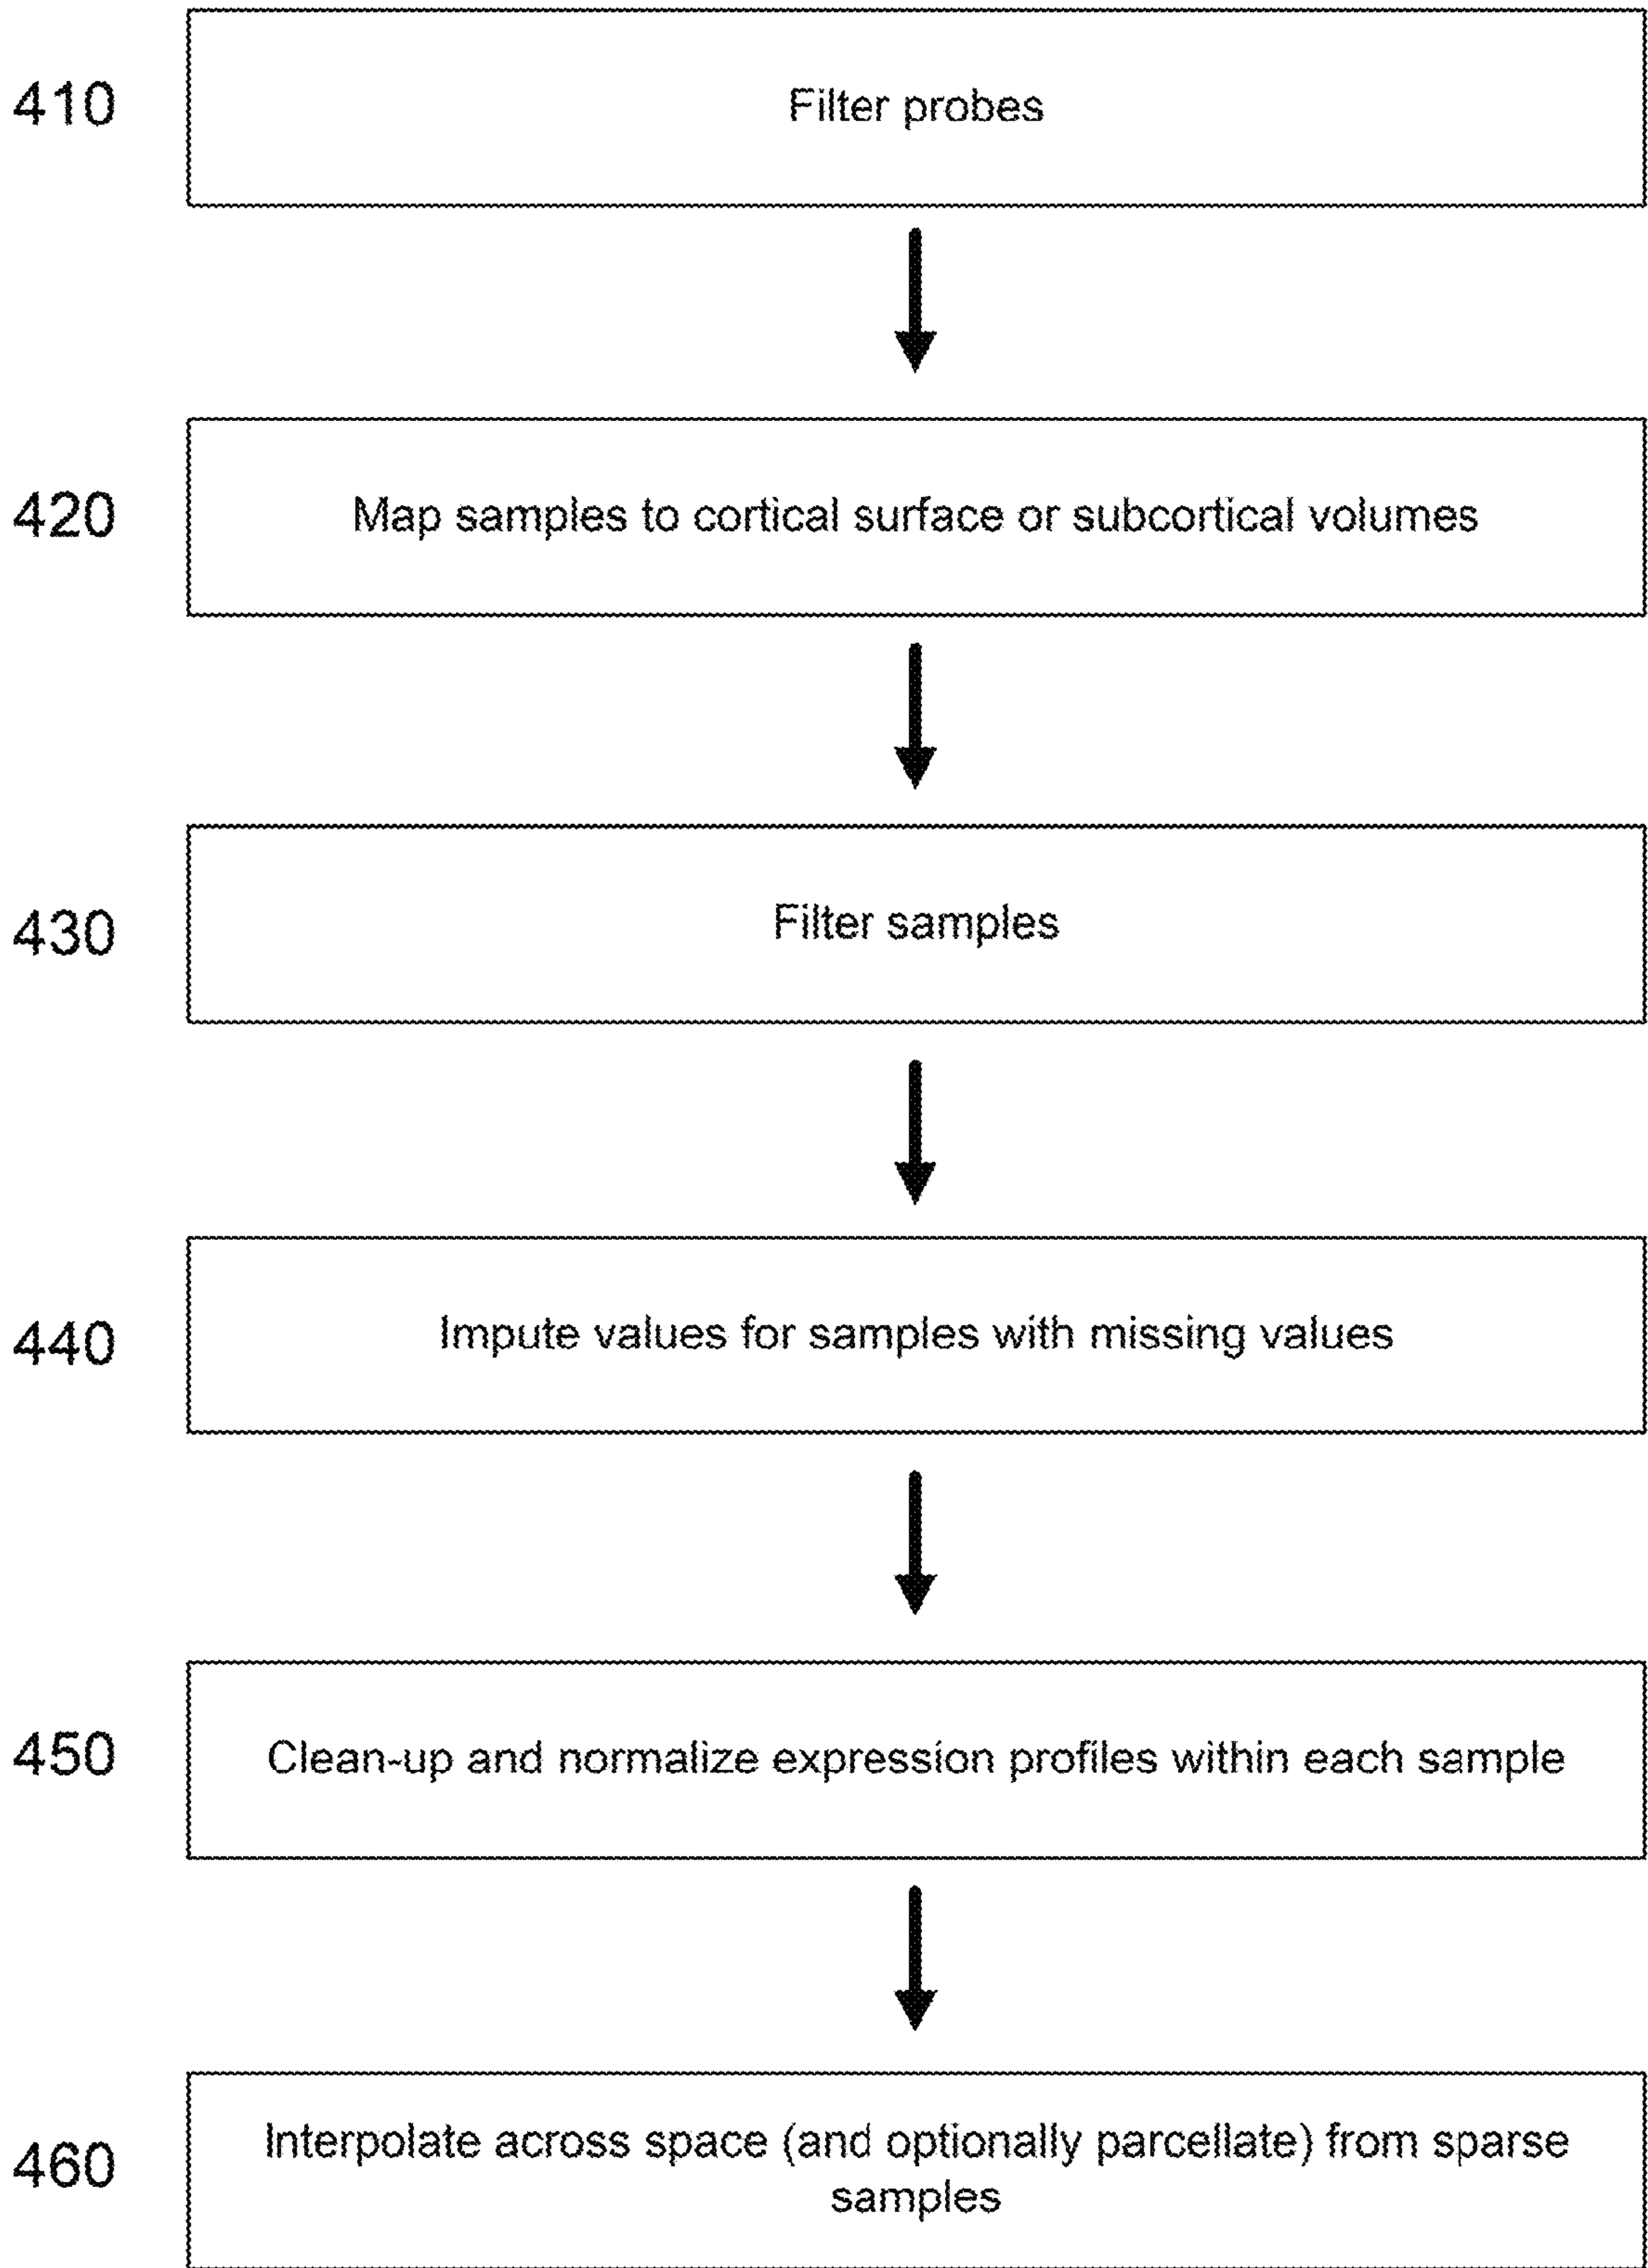 410
Filter probes
420
Map samples to cortical surface or subcortical volumes
430
Filter samples
440
Impute values for samples with missing values
450
Clean-up and normalize expression profiles within each sample
460
Interpolate across space (and optionally parcellate) from sparse
samples